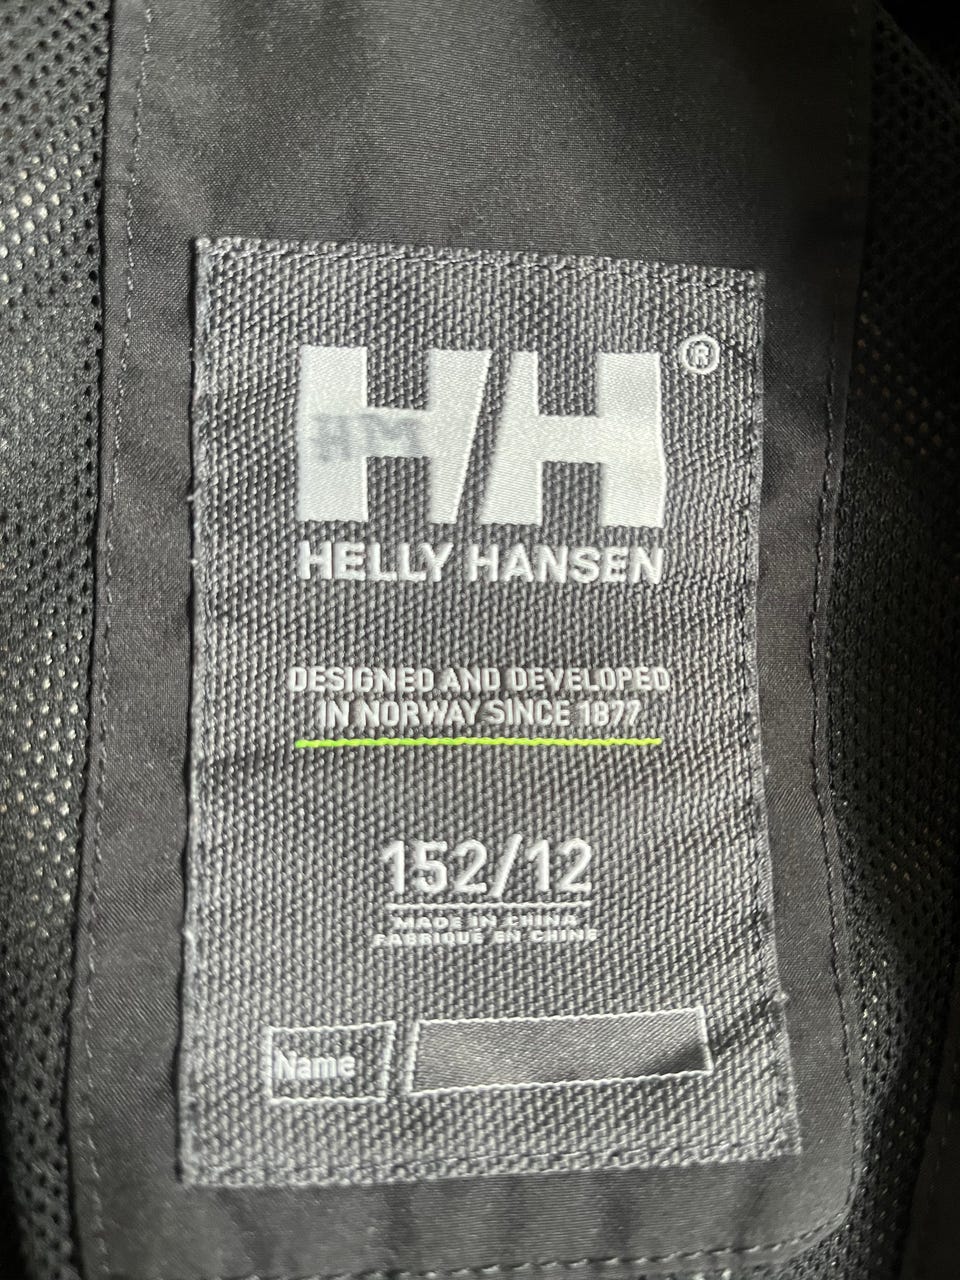 HH®
HM
HELLY HANSEN
DESIGNED AND DEVELOPED
IN NORWAY SINCE 1877
152/12
MADE IN CHINA
FABRIQUE EN CHINE
Name